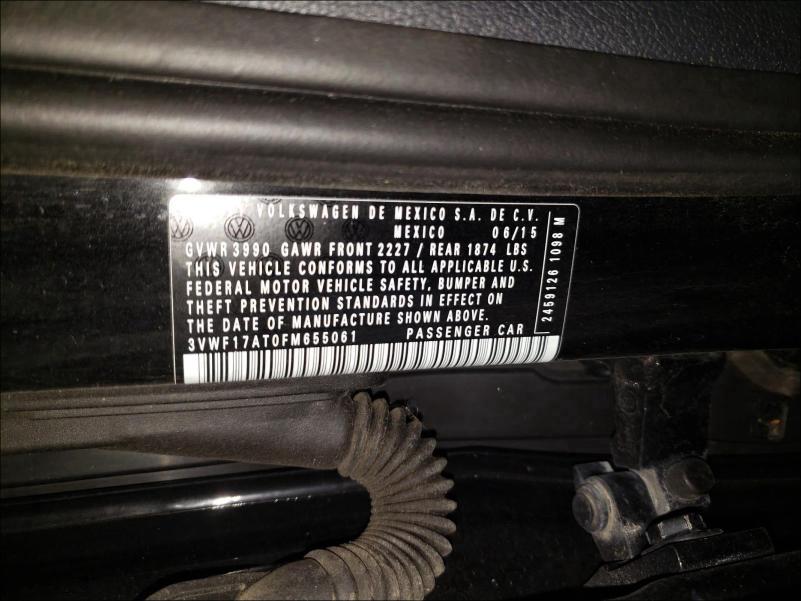 VOLKSWAGEN DE MEXICO S.A. DE C.V.
MEXICO 06/15
GVWR 3990 GAWR FRONT 2227 / REAR 1874 LBS
THIS VEHICLE CONFORMS TO ALL APPLICABLE U.S.
FEDERAL MOTOR VEHICLE SAFETY, BUMPER AND
THEFT PREVENTION STANDARDS IN EFFECT ON
THE DATE OF MANUFACTURE SHOWN ABOVE.
3VWF17AT0FM655061 PASSENGER CAR
2459126 1098 M